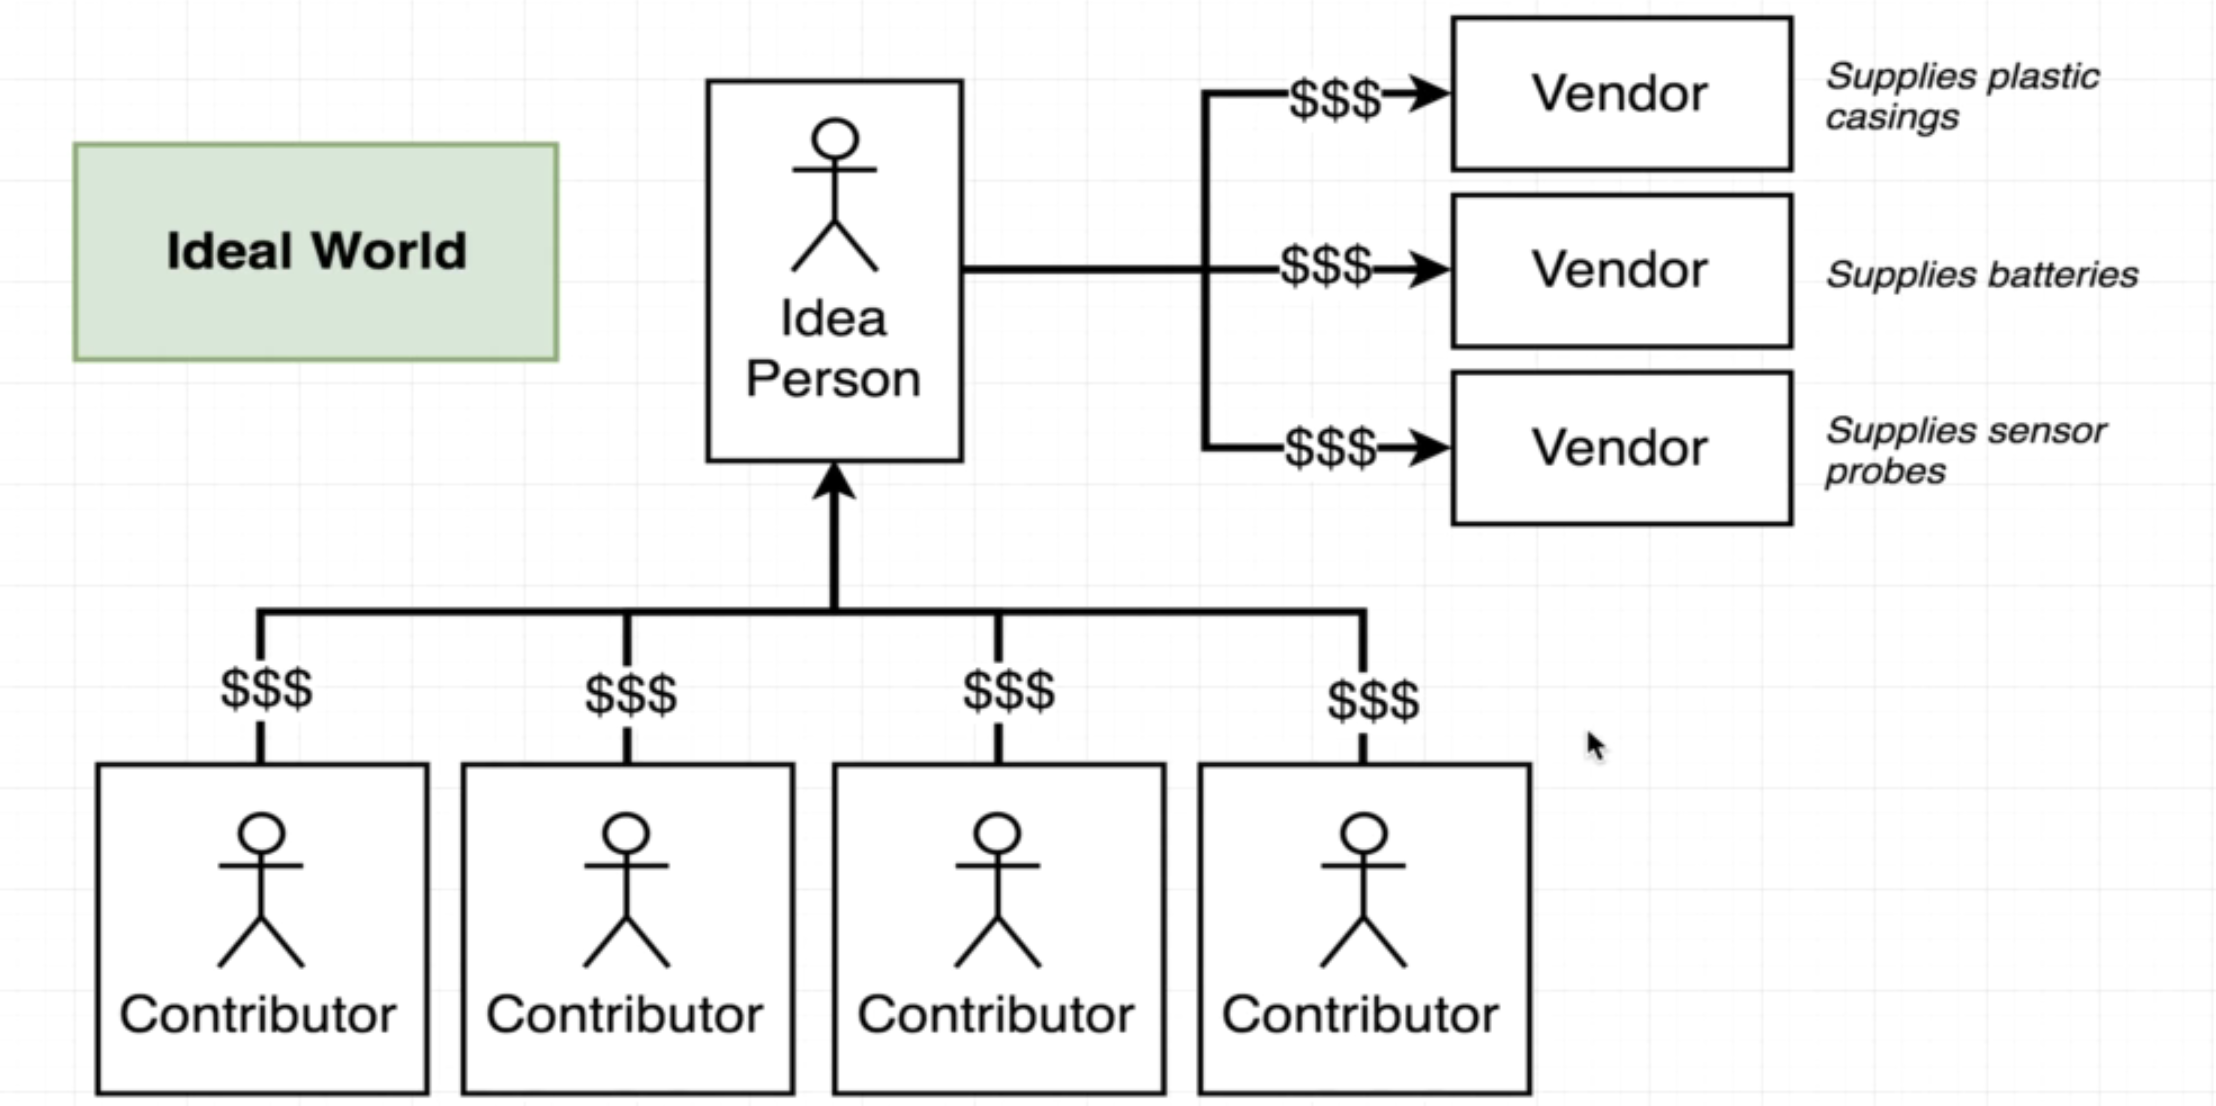 Ideal World
Idea
Person
$$$
Vendor
Supplies plastic
casings
$$$
Vendor
Supplies batteries
$$$
Vendor
Supplies sensor
probes
$$$
$$$
$$$
$$$
Contributor
Contributor
Contributor
Contributor